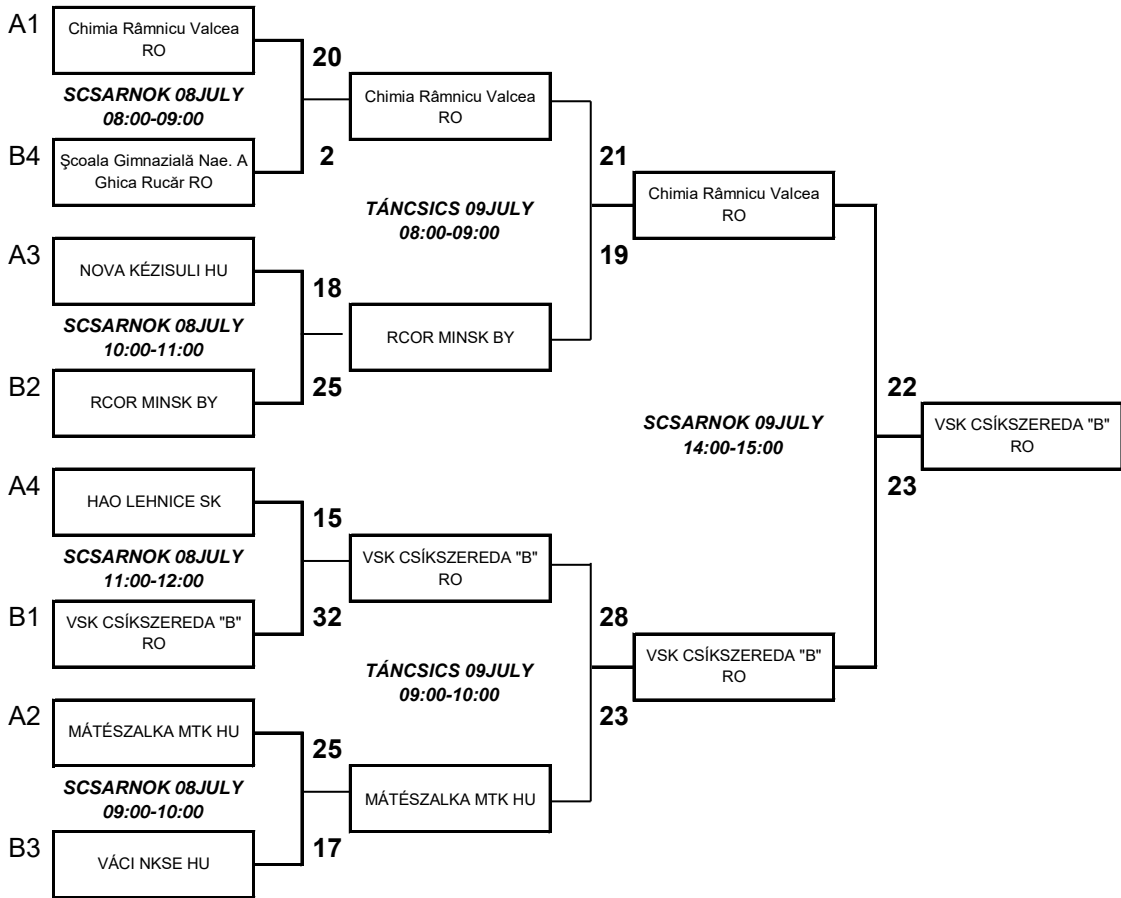 A1
Chimia Râmnicu Valcea
RO
20
SCSARNOK 08JULY
08:00-09:00
Chimia Râmnicu Valcea
RO
B4
Şcoala Gimnazială Nae. A
Ghica Rucăr RO
2
21
TÁNCSICS 09JULY
08:00-09:00
Chimia Râmnicu Valcea
RO
A3
NOVA KÉZISULI HU
18
19
SCSARNOK 08JULY
10:00-11:00
RCOR MINSK BY
B2
RCOR MINSK BY
25
22
SCSARNOK 09JULY
14:00-15:00
VSK CSÍKSZEREDA "B"
RO
23
A4
HAO LEHNICE SK
15
SCSARNOK 08JULY
11:00-12:00
VSK CSÍKSZEREDA "B"
RO
B1
VSK CSÍKSZEREDA "B"
RO
32
28
TÁNCSICS 09JULY
09:00-10:00
VSK CSÍKSZEREDA "B"
RO
A2
MÁTÉSZALKA MTK HU
25
23
SCSARNOK 08JULY
09:00-10:00
MÁTÉSZALKA MTK HU
B3
VÁCI NKSE HU
17